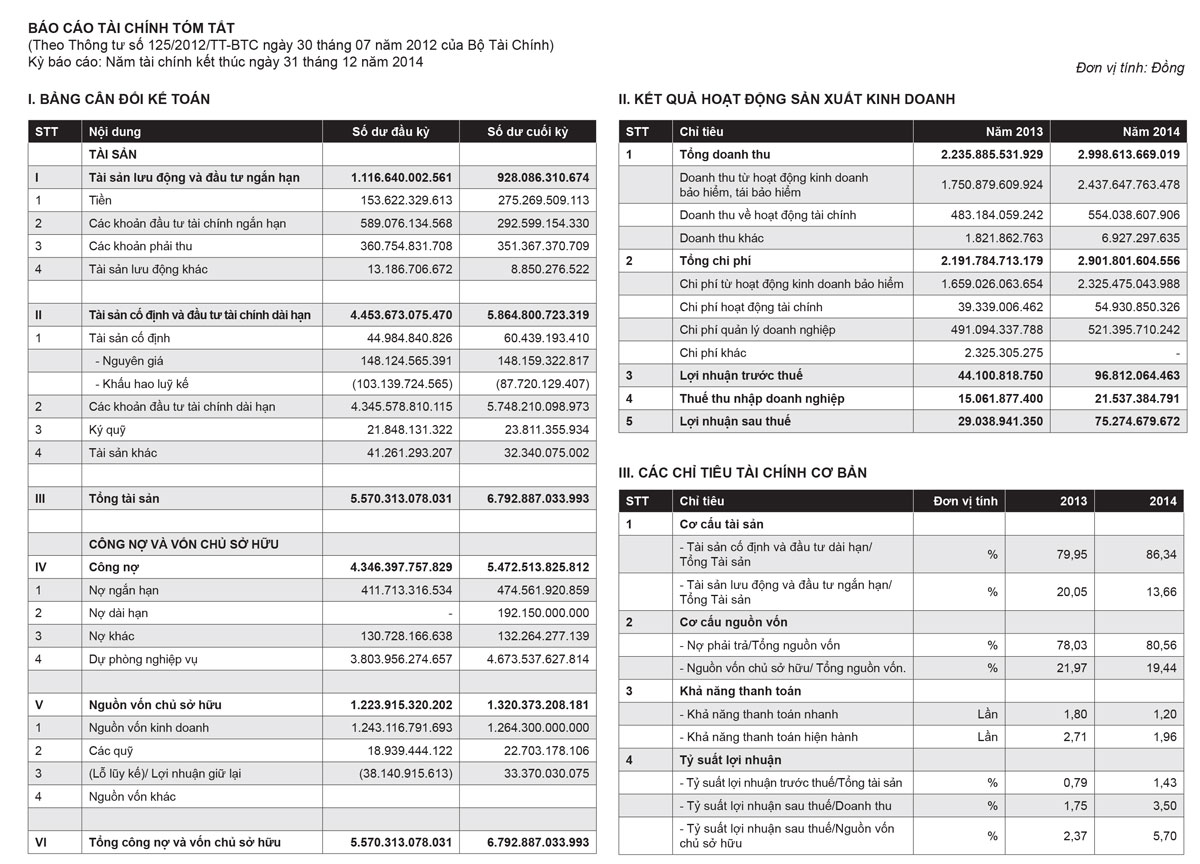 BÁO CÁO TÀI CHÍNH TÓM TẮT
(Theo Thông tư số 125/2012/TT-BTC ngày 30 tháng 07 năm 2012 của Bộ Tài Chính)
Kỳ báo cáo: Năm tài chính kết thúc ngày 31 tháng 12 năm 2014
Đơn vị tính: Đồng
I. BẢNG CÂN ĐỐI KẾ TOÁN
STT Nội dung Số dư đầu kỳ Số dư cuối kỳ
TÀI SẢN
I Tài sản lưu động và đầu tư ngắn hạn 1.116.640.002.561 928.086.310.674
1 Tiền 153.622.329.613 275.269.509.113
2 Các khoản đầu tư tài chính ngắn hạn 589.076.134.568 292.599.154.330
3 Các khoản phải thu 360.754.831.708 351.367.370.709
4 Tài sản lưu động khác 13.186.706.672 8.850.276.522
II Tài sản cố định và đầu tư tài chính dài hạn 4.453.673.075.470 5.864.800.723.319
1 Tài sản cố định 44.984.840.826 60.439.193.410
- Nguyên giá 148.124.565.391 148.159.322.817
- Khấu hao luỹ kế (103.139.724.565) (87.720.129.407)
2 Các khoản đầu tư tài chính dài hạn 4.345.578.810.115 5.748.210.098.973
3 Ký quỹ 21.848.131.322 23.811.355.934
4 Tài sản khác 41.261.293.207 32.340.075.002
III Tổng tài sản 5.570.313.078.031 6.792.887.033.993
CÔNG NỢ VÀ VỐN CHỦ SỞ HỮU
IV Công nợ 4.346.397.757.829 5.472.513.825.812
1 Nợ ngắn hạn 411.713.316.534 474.561.920.859
2 Nợ dài hạn - 192.150.000.000
3 Nợ khác 130.728.166.638 132.264.277.139
4 Dự phòng nghiệp vụ 3.803.956.274.657 4.673.537.627.814
V Nguồn vốn chủ sở hữu 1.223.915.320.202 1.320.373.208.181
1 Nguồn vốn kinh doanh 1.243.116.791.693 1.264.300.000.000
2 Các quỹ 18.939.444.122 22.703.178.106
3 (Lỗ lũy kế)/ Lợi nhuận giữ lại (38.140.915.613) 33.370.030.075
4 Nguồn vốn khác
VI Tổng công nợ và vốn chủ sở hữu 5.570.313.078.031 6.792.887.033.993
II. KẾT QUẢ HOẠT ĐỘNG SẢN XUẤT KINH DOANH
STT Chỉ tiêu Năm 2013 Năm 2014
1 Tổng doanh thu 2.235.885.531.929 2.998.613.669.019
Doanh thu từ hoạt động kinh doanh
bảo hiểm, tái bảo hiểm 1.750.879.609.924 2.437.647.763.478
Doanh thu về hoạt động tài chính 483.184.059.242 554.038.607.906
Doanh thu khác 1.821.862.763 6.927.297.635
2 Tổng chi phí 2.191.784.713.179 2.901.801.604.556
Chi phí từ hoạt động kinh doanh bảo hiểm 1.659.026.063.654 2.325.475.043.988
Chi phí hoạt động tài chính 39.339.006.462 54.930.850.326
Chi phí quản lý doanh nghiệp 491.094.337.788 521.395.710.242
Chi phí khác 2.325.305.275 -
3 Lợi nhuận trước thuế 44.100.818.750 96.812.064.463
4 Thuế thu nhập doanh nghiệp 15.061.877.400 21.537.384.791
5 Lợi nhuận sau thuế 29.038.941.350 75.274.679.672
III. CÁC CHỈ TIÊU TÀI CHÍNH CƠ BẢN
STT Chỉ tiêu Đơn vị tính 2013 2014
1 Cơ cấu tài sản
- Tài sản cố định và đầu tư dài hạn/
Tổng Tài sản % 79,95 86,34
- Tài sản lưu động và đầu tư ngắn hạn/
Tổng Tài sản % 20,05 13,66
2 Cơ cấu nguồn vốn
- Nợ phải trả/Tổng nguồn vốn % 78,03 80,56
- Nguồn vốn chủ sở hữu/ Tổng nguồn vốn. % 21,97 19,44
3 Khả năng thanh toán
- Khả năng thanh toán nhanh Lần 1,80 1,20
- Khả năng thanh toán hiện hành Lần 2,71 1,96
4 Tỷ suất lợi nhuận
- Tỷ suất lợi nhuận trước thuế/Tổng tài sản % 0,79 1,43
- Tỷ suất lợi nhuận sau thuế/Doanh thu % 1,75 3,50
- Tỷ suất lợi nhuận sau thuế/Nguồn vốn
chủ sở hữu % 2,37 5,70